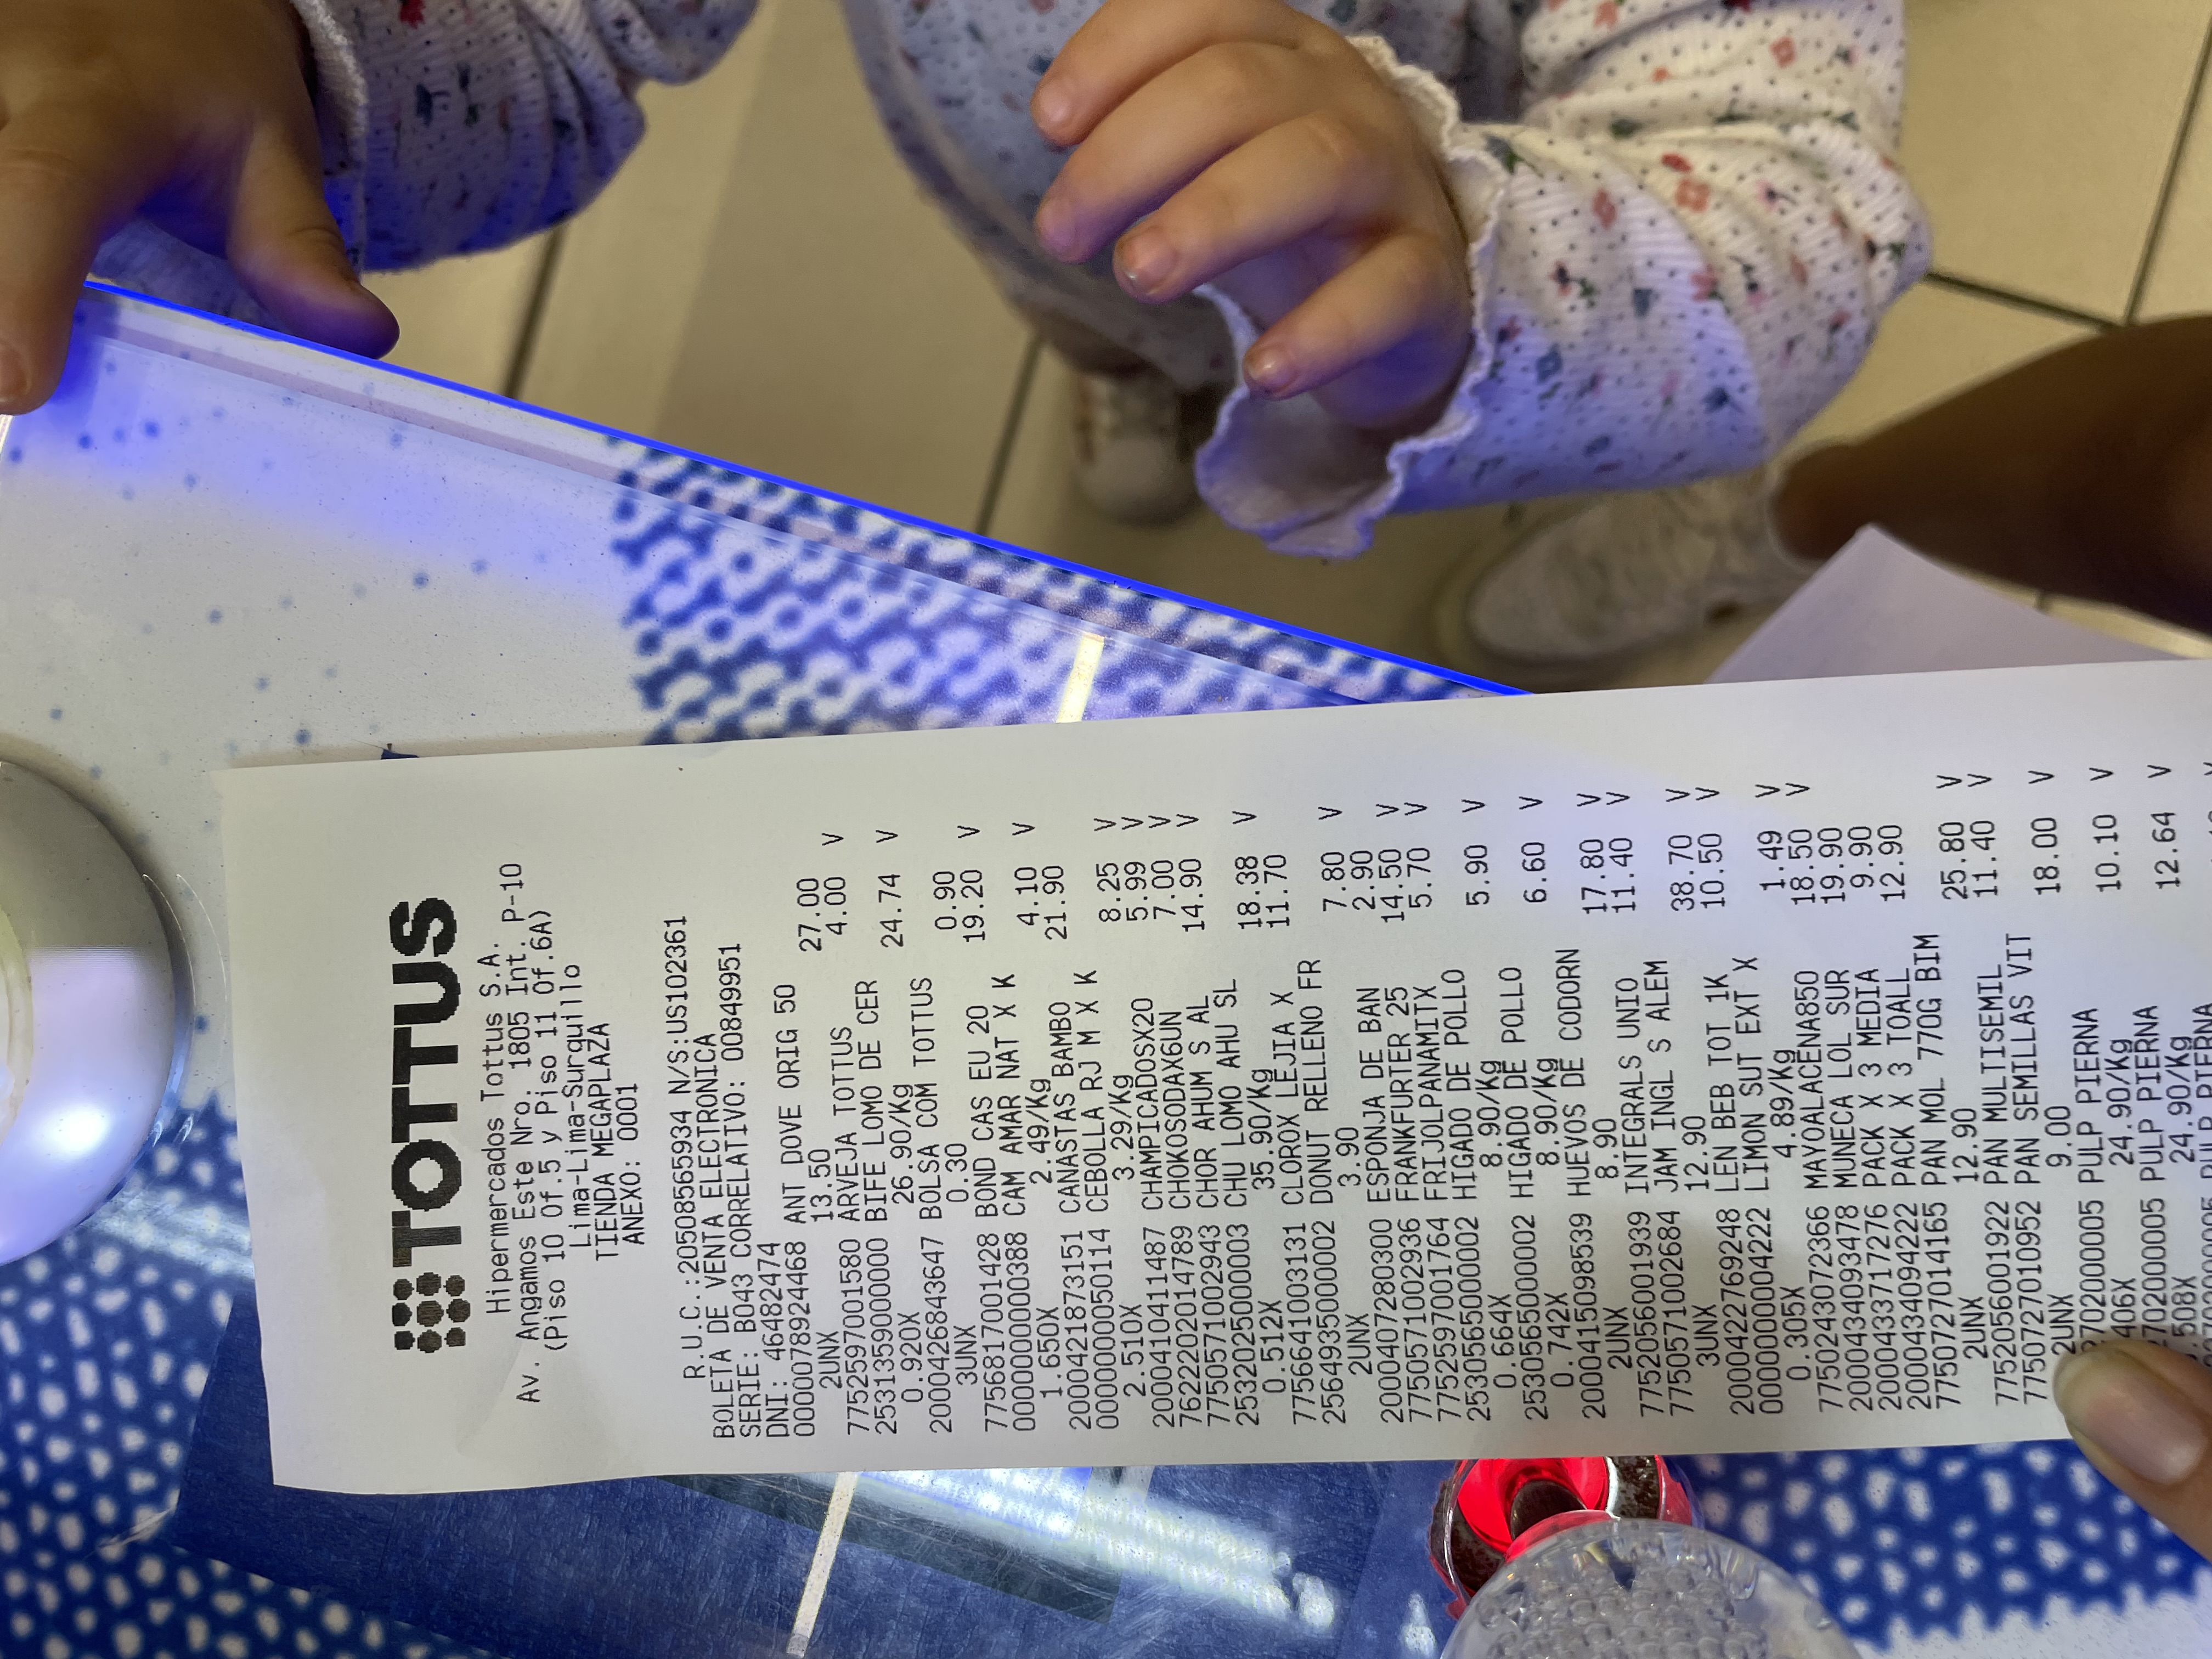 TOTTUS
Hipermercados Tottus S.A.
Av. Angamos Este Nro. 1805 Int. P-10
(Piso 10 Of.5 y Piso 11 Of.6A)
Lima-Lima-Surquillo
TIENDA MEGAPLAZA
ANEXO: 0001
R.U.C.:20508565934 N/S:US102361
BOLETA DE VENTA ELECTRONICA
SERIE: B043 CORRELATIVO: 00849951
DNI: 46482474
0000078924468 ANT DOVE ORIG 50
2UNX 13.50 27.00
7752597001580 ARVEJA TOTTUS 4.00 V
2531359000000 BIFE LOMO DE CER
0.920X 26.90/Kg 24.74 V
2000426843647 BOLSA COM TOTTUS
3UNX 0.30 0.90
7756817001428 BOND CAS EU 20 19.20 V
0000000000388 CAM AMAR NAT X K
1.650X 2.49/Kg 4.10 V
2000421873151 CANASTAS BAMBO 21.90
0000000050114 CEBOLLA RJ M X K
2.510X 3.29/Kg 8.25 V
2000410411487 CHAMPICADOSX20 5.99 V
7622202014789 CHOKOSODAX6UN 7.00 V
7750571002943 CHOR AHUM S AL 14.90 V
2532025000003 CHU LOMO AHU SL
0.512X 35.90/Kg 18.38 V
7756641003131 CLOROX LEJIA X 11.70
2564935000002 DONUT RELLENO FR
2UNX 3.90 7.80 V
2000407280300 ESPONJA DE BAN 2.90
7750571002936 FRANKFURTER 25 14.50 V
7752597001764 FRIJOLPANAMITX 5.70 V
2530565000002 HIGADO DE POLLO
0.664X 8.90/Kg 5.90 V
2530565000002 HIGADO DE POLLO
0.742X 8.90/Kg 6.60 V
2000415098539 HUEVOS DE CODORN
2UNX 8.90 17.80 V
7752056001939 INTEGRALS UNIO 11.40 V
7750571002684 JAM INGL S ALEM
3UNX 12.90 38.70 V
2000422769248 LEN BEB TOT 1K 10.50 V
0000000004222 LIMON SUT EXT X
0.305X 4.89/Kg 1.49 V
7750243072366 MAYOALACENA850 18.50 V
2000434093478 MUNECA LOL SUR 19.90
2000433717276 PACK X 3 MEDIA 9.90
2000434094222 PACK X 3 TOALL 12.90
7750727014165 PAN MOL 770G BIM
2UNX 12.90 25.80 V
7752056001922 PAN MULTISEMIL 11.40 V
7750727010952 PAN SEMILLAS VIT
2UNX 9.00 18.00 V
2702000005 PULP PIERNA
406X 24.90/Kg 10.10 V
2702000005 PULP PIERNA
.508X 24.90/Kg 12.64 V
PULP PIERNA